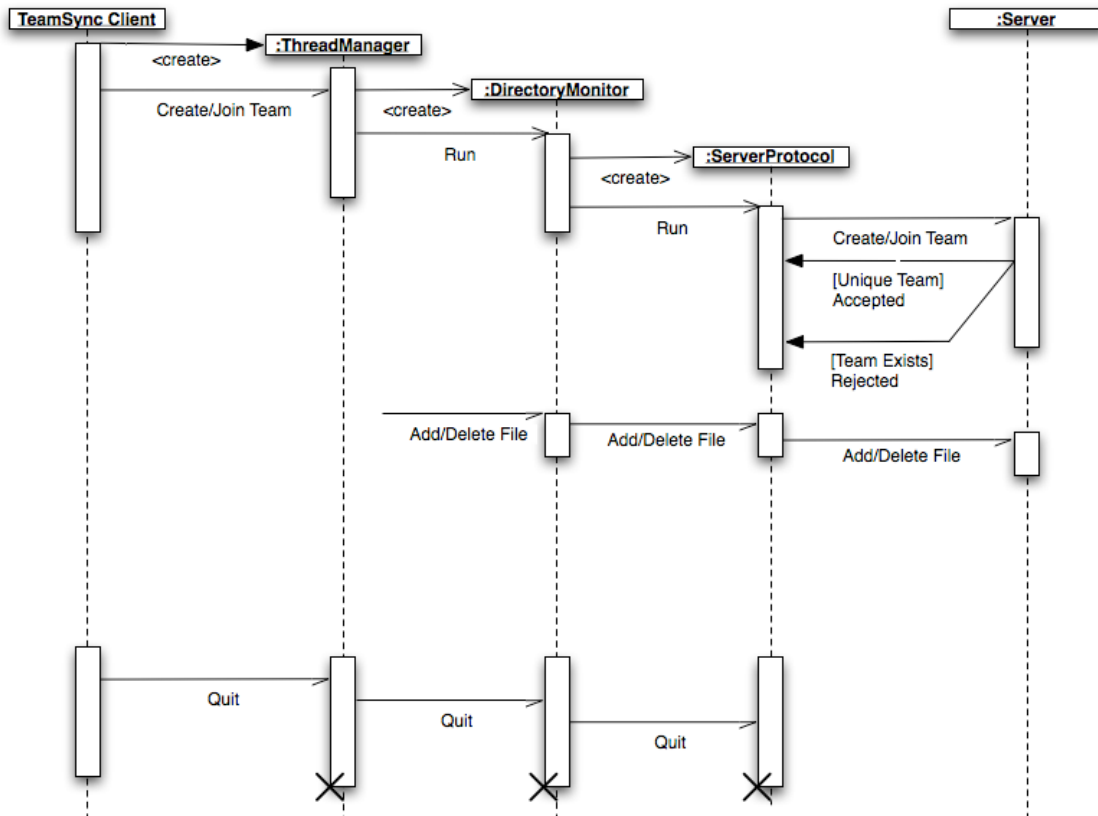 TeamSync Client
:Server
:ThreadManager
<create>
:DirectoryMonitor
Create/Join Team
<create>
Run
:ServerProtocol
<create>
Run
Create/Join Team
[Unique Team]
Accepted
[Team Exists]
Rejected
Add/Delete File
Add/Delete File
Add/Delete File
Quit
Quit
Quit